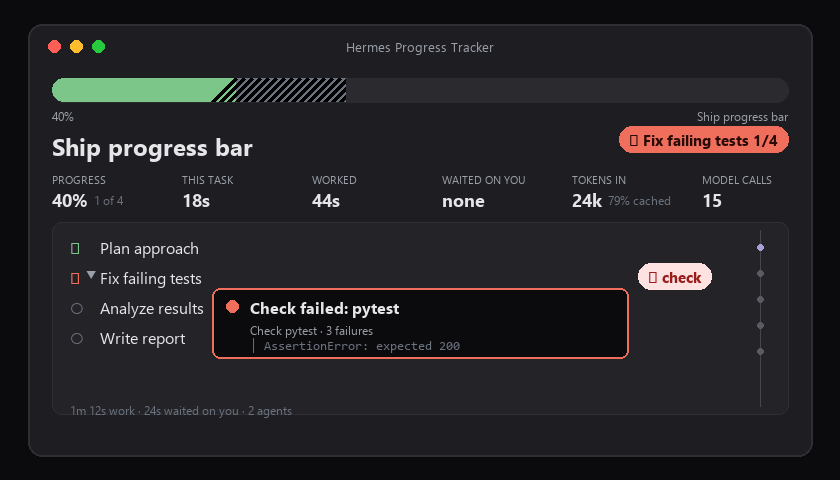 Hermes Progress Tracker
40%
Ship progress bar
Ship progress bar
Fix failing tests 1/4
PROGRESS
THIS TASK
WORKED
WAITED ON YOU
TOKENS IN
MODEL CALLS
40% 1 of 4
18s
44s
none
24k 79% cached
15
Plan approach
Fix failing tests
check
Analyze results
Write report
Check failed: pytest
Check pytest · 3 failures
AssertionError: expected 200
1m 12s work · 24s waited on you · 2 agents